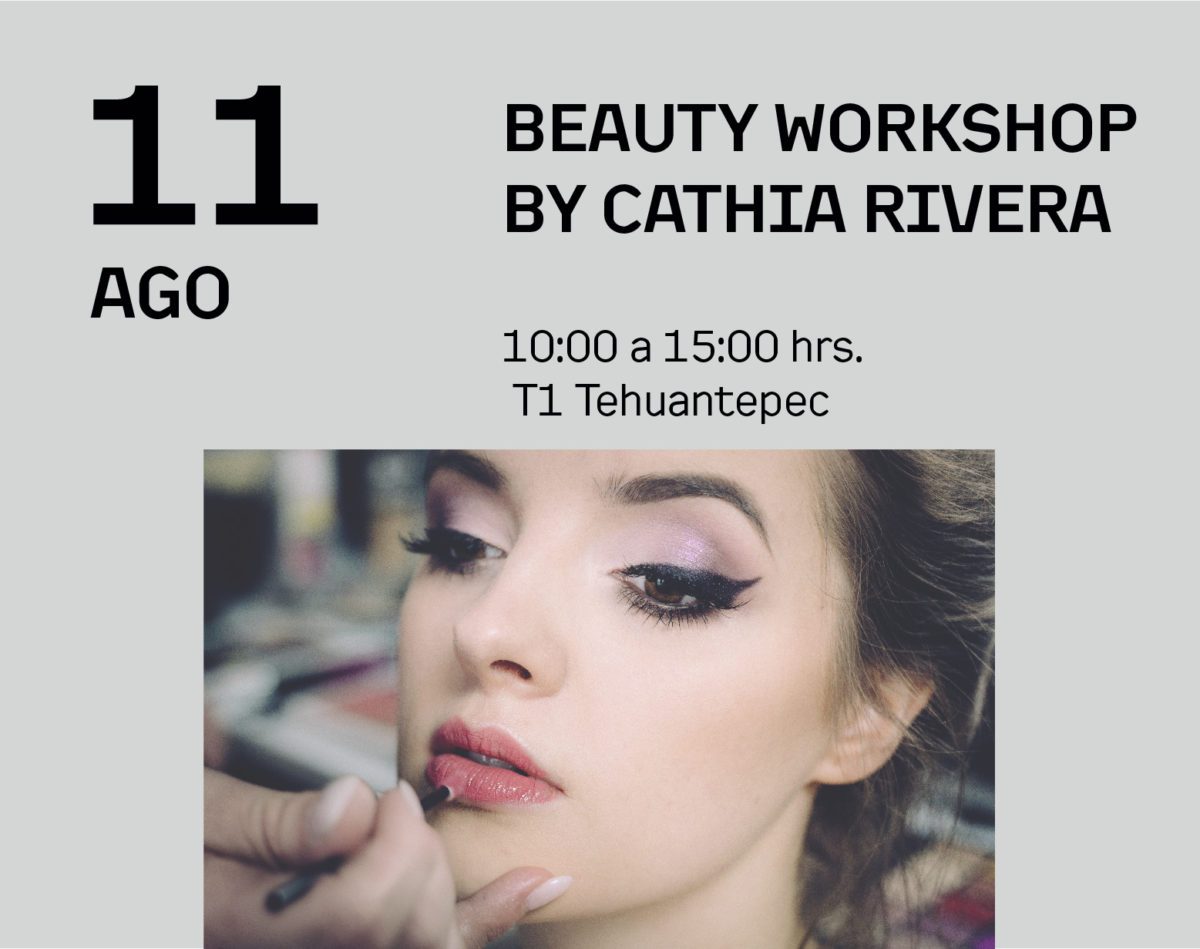 11
AGO
BEAUTY WORKSHOP
BY CATHIA RIVERA
10:00 a 15:00 hrs.
T1 Tehuantepec